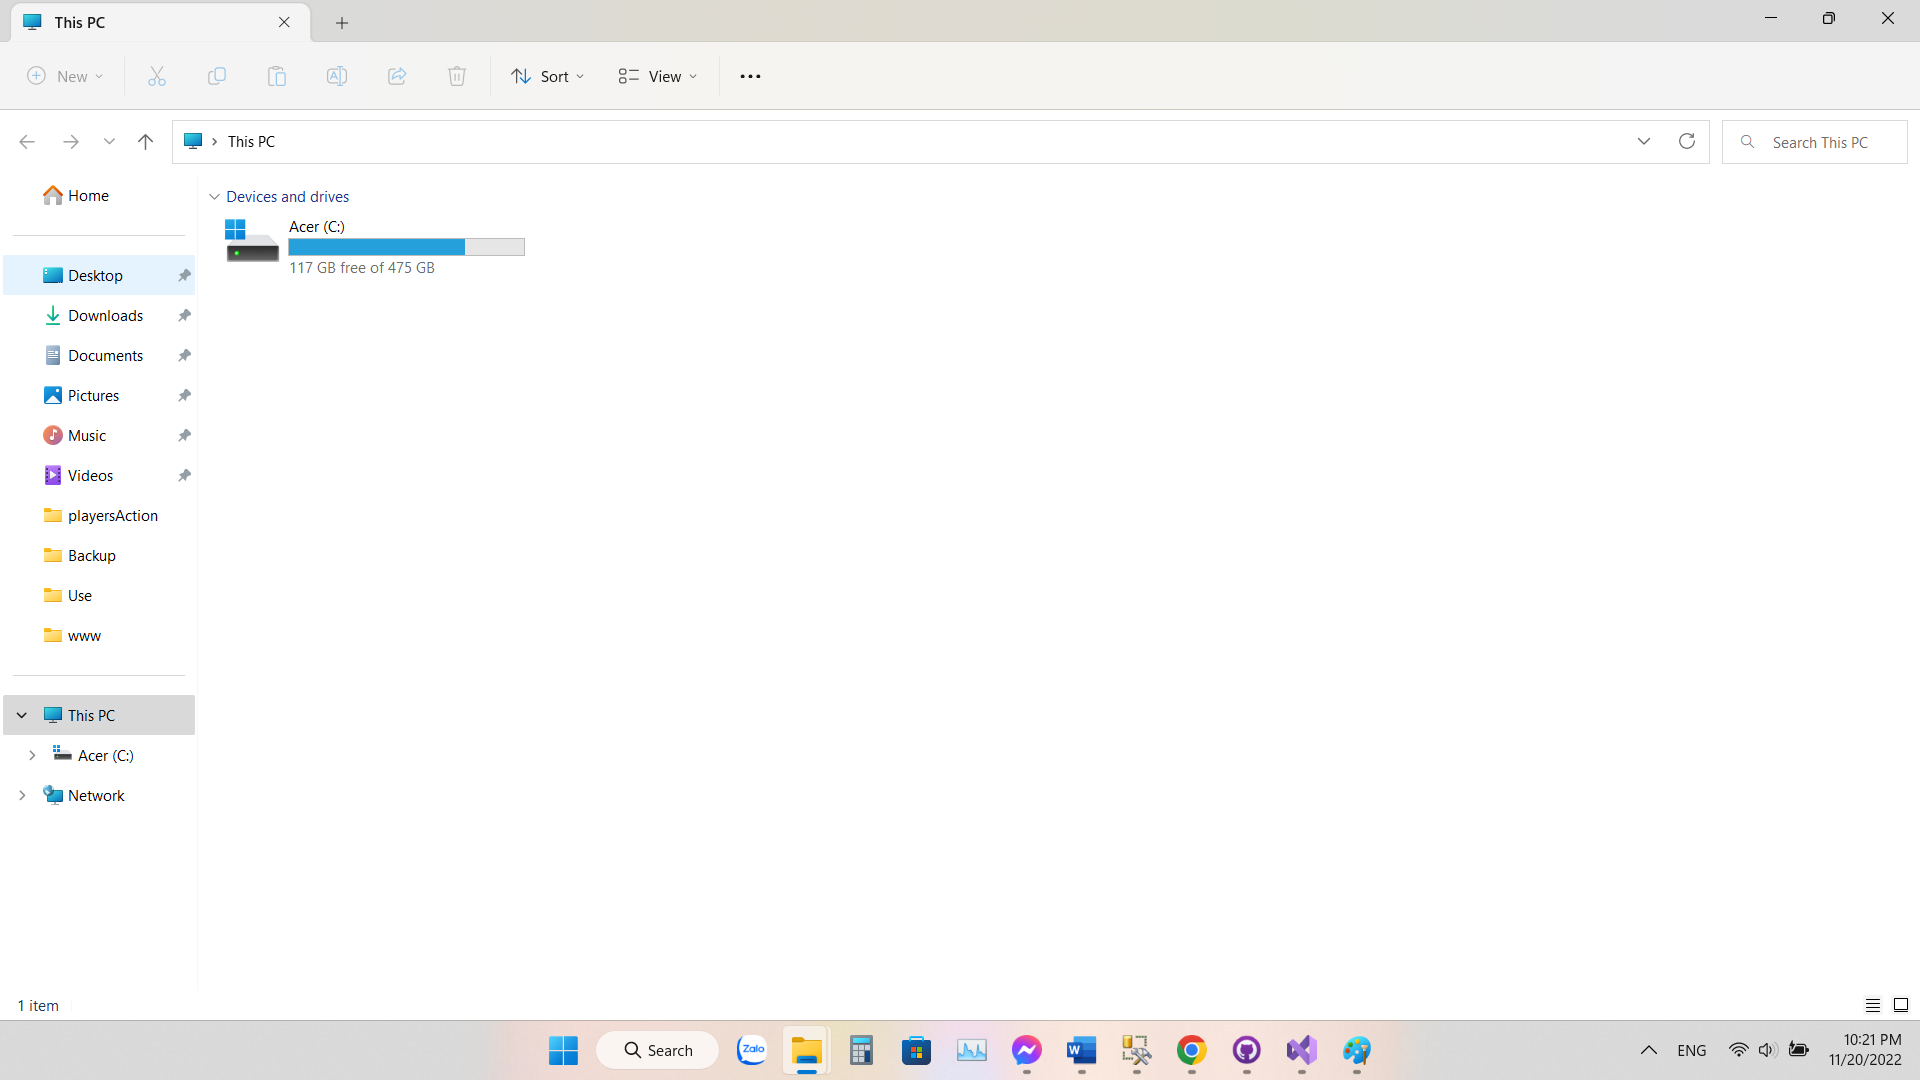 This PC
New
Sort
View
This PC
Search This PC
Home
Desktop
Downloads
Documents
Pictures
Music
Videos
playersAction
Backup
Use
www
This PC
Acer (C:)
Network
Devices and drives
Acer (C:)
117 GB free of 475 GB
1 item
Search
Zalo
ENG
10:21 PM
11/20/2022